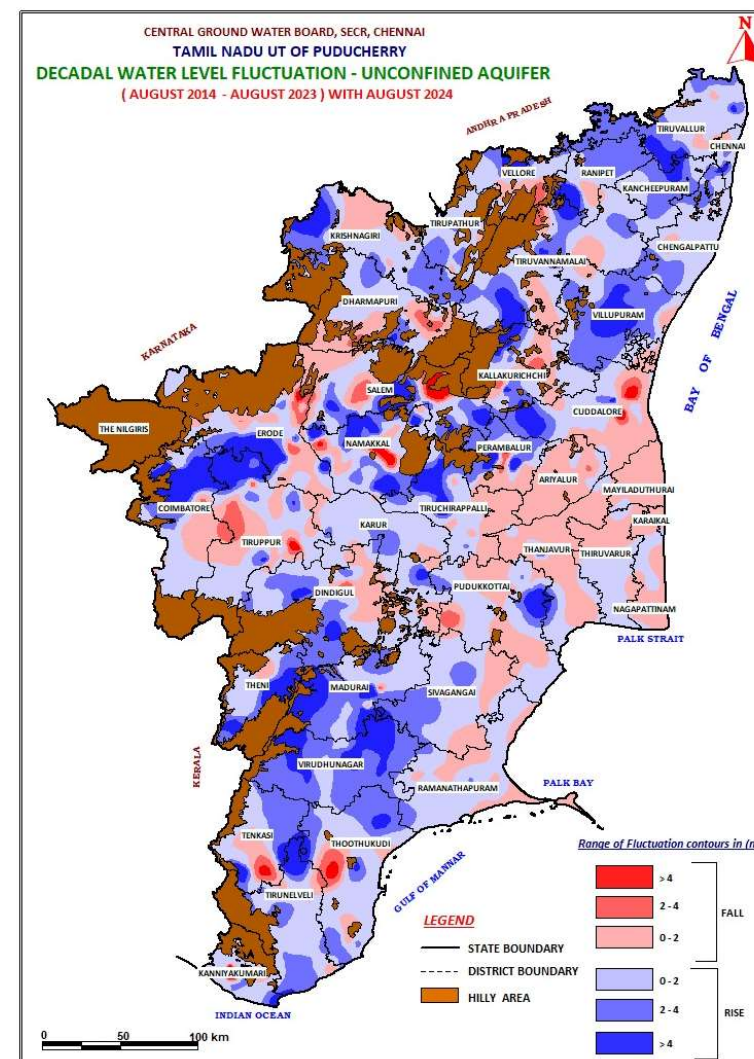 CENTRAL GROUND WATER BOARD, SECR, CHENNAI
TAMIL NADU UT OF PUDUCHERRY
DECADAL WATER LEVEL FLUCTUATION - UNCONFINED AQUIFER
( AUGUST 2014 - AUGUST 2023 ) WITH AUGUST 2024
N
ANDHRA PRADESH
TIRUVALLUR
CHENNAI
VELLORE
RANIPET
KANCHEEPURAM
TIRUPATHUR
KRISHNAGIRI
CHENGALPATTU
TIRUVANNAMALAI
DHARMAPURI
VILLUPURAM
KARNATAKA
BAY OF BENGAL
KALLAKURICHCHI
SALEM
CUDDALORE
THE NILGIRIS
ERODE
NAMAKKAL
PERAMBALUR
ARIYALUR
MAYILADUTHURAI
COIMBATORE
TIRUCHIRAPPALLI
KARAIKAL
KARUR
TIRUPPUR
THANJAVUR
THIRUVARUR
PUDUKKOTTAI
DINDIGUL
NAGAPATTINAM
PALK STRAIT
THENI
MADURAI
SIVAGANGAI
KERALA
VIRUDHUNAGAR
RAMANATHAPURAM
PALK BAY
TENKASI
THOOTHUKUDI
GULF OF MANNAR
TIRUNELVELI
KANNIYAKUMARI
INDIAN OCEAN
0 50 100 km
LEGEND
STATE BOUNDARY
DISTRICT BOUNDARY
HILLY AREA
Range of Fluctuation contours in (n
> 4
2 - 4
0 - 2
FALL
0 - 2
2 - 4
> 4
RISE